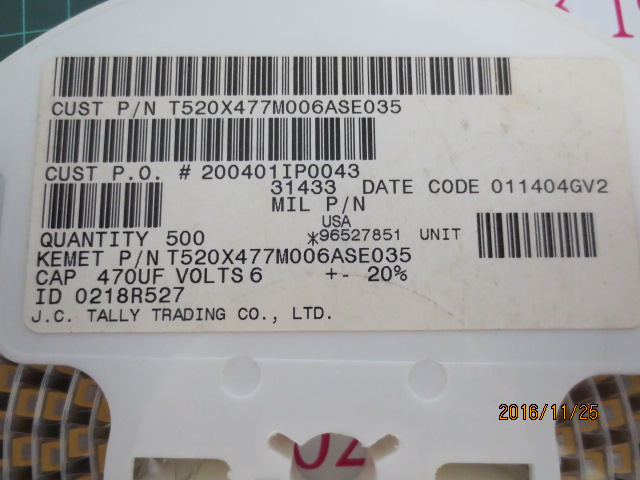 CUST P/N T520X477M006ASE035
CUST P.O. # 200401IP0043
31433 DATE CODE 011404GV2
MIL P/N
USA
QUANTITY 500 *96527851 UNIT
KEMET P/N T520X477M006ASE035
CAP 470UF VOLTS 6 +- 20%
ID 0218R527
J.C. TALLY TRADING CO., LTD.
2016/11/25